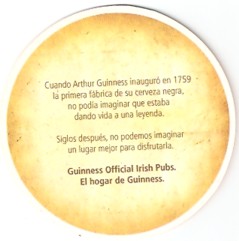 Cuando Arthur Guinness inauguró en 1759
la primera fábrica de su cerveza negra,
no podía imaginar que estaba
dando vida a una leyenda.
Siglos después, no podemos imaginar
un lugar mejor para disfrutarla.
Guinness Official Irish Pubs.
El hogar de Guinness.